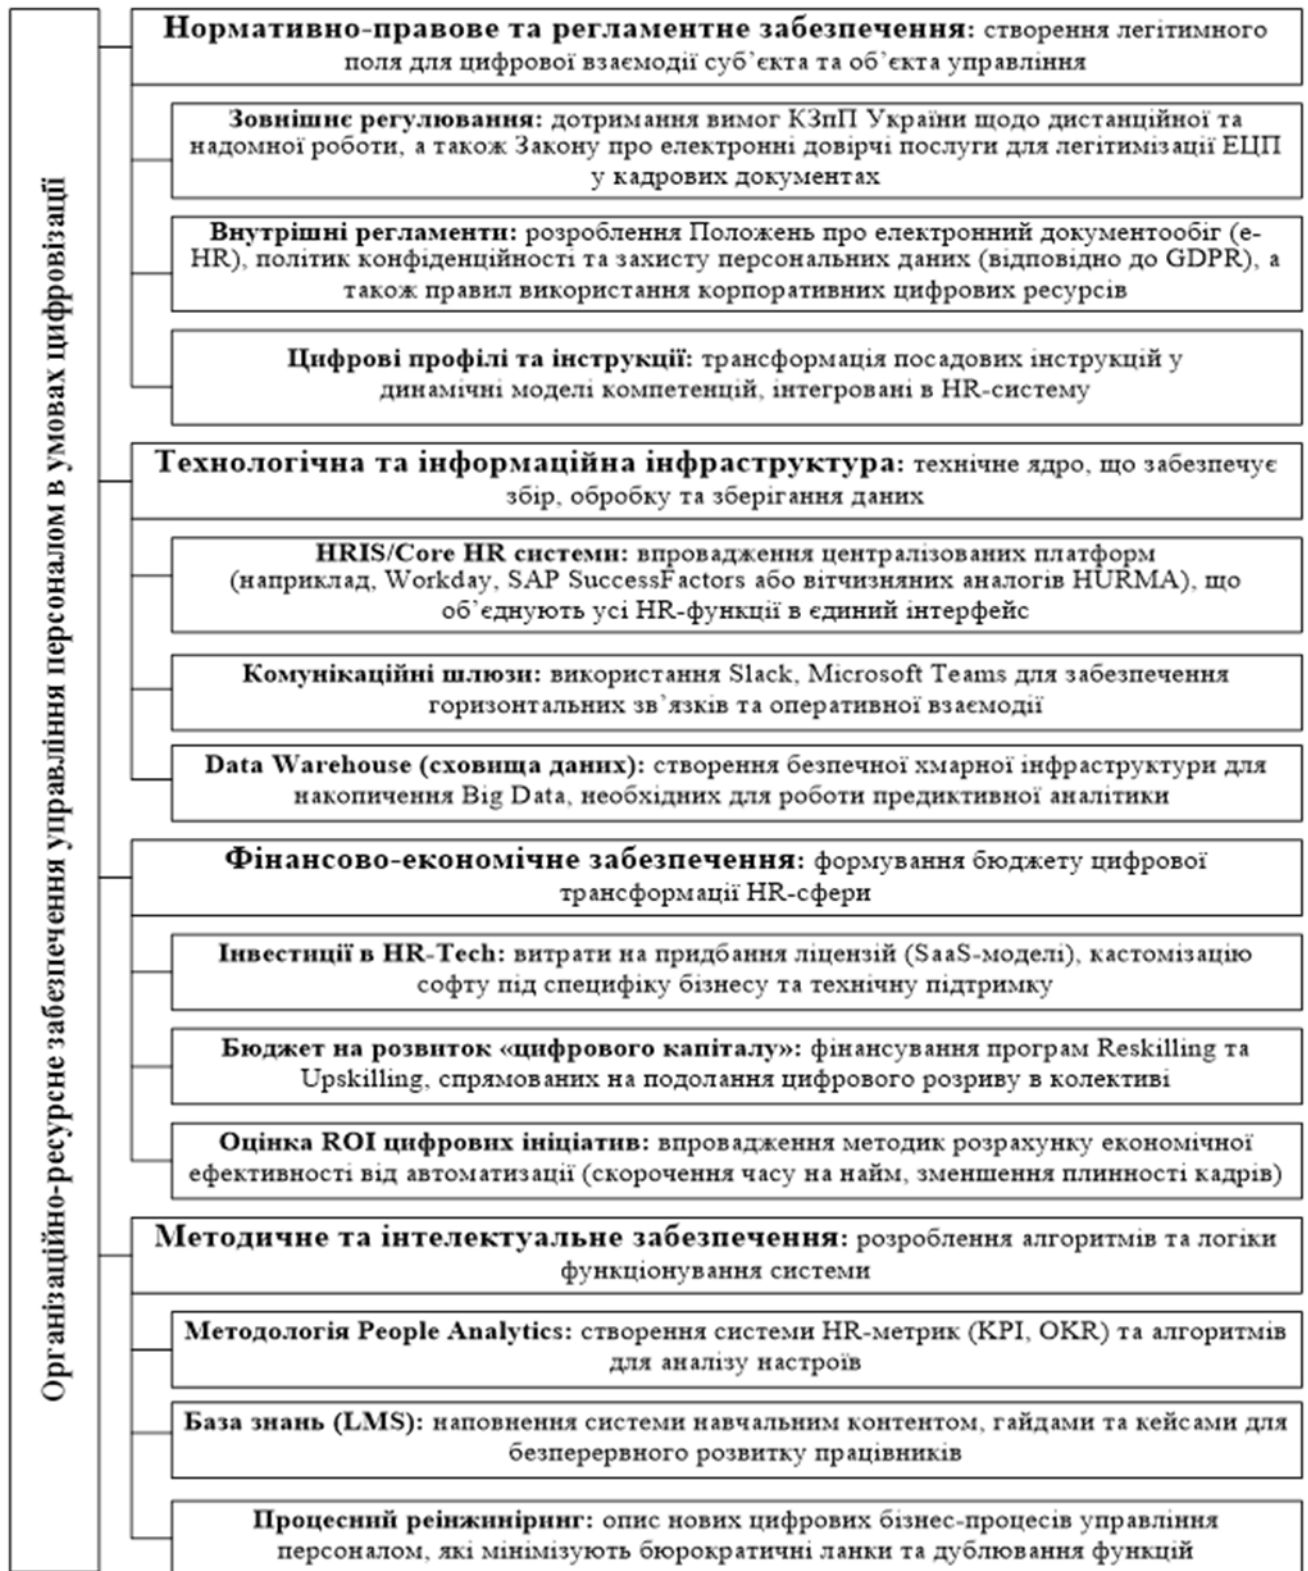 Організаційно-ресурсне забезпечення управління персоналом в умовах цифровізації
Нормативно-правове та регламентне забезпечення: створення легітимного
поля для цифрової взаємодії суб’єкта та об’єкта управління
Зовнішнє регулювання: дотримання вимог КЗпП України щодо дистанційної та
надомної роботи, а також Закону про електронні довірчі послуги для легітимізації ЕЦП
у кадрових документах
Внутрішні регламенти: розроблення Положень про електронний документообіг (e-
HR), політик конфіденційності та захисту персональних даних (відповідно до GDPR), а
також правил використання корпоративних цифрових ресурсів
Цифрові профілі та інструкції: трансформація посадових інструкцій у
динамічні моделі компетенцій, інтегровані в HR-систему
Технологічна та інформаційна інфраструктура: технічне ядро, що забезпечує
збір, обробку та зберігання даних
HRIS/Core HR системи: впровадження централізованих платформ
(наприклад, Workday, SAP SuccessFactors або вітчизняних аналогів HURMA), що
об’єднують усі HR-функції в єдиний інтерфейс
Комунікаційні шлюзи: використання Slack, Microsoft Teams для забезпечення
горизонтальних зв’язків та оперативної взаємодії
Data Warehouse (сховища даних): створення безпечної хмарної інфраструктури для
накопичення Big Data, необхідних для роботи предиктивної аналітики
Фінансово-економічне забезпечення: формування бюджету цифрової
трансформації HR-сфери
Інвестиції в HR-Tech: витрати на придбання ліцензій (SaaS-моделі), кастомізацію
софту під специфіку бізнесу та технічну підтримку
Бюджет на розвиток «цифрового капіталу»: фінансування програм Reskilling та
Upskilling, спрямованих на подолання цифрового розриву в колективі
Оцінка ROI цифрових ініціатив: впровадження методик розрахунку економічної
ефективності від автоматизації (скорочення часу на найм, зменшення плинності кадрів)
Методичне та інтелектуальне забезпечення: розроблення алгоритмів та логіки
функціонування системи
Методологія People Analytics: створення системи HR-метрик (KPI, OKR) та алгоритмів
для аналізу настроїв
База знань (LMS): наповнення системи навчальним контентом, гайдами та кейсами для
безперервного розвитку працівників
Процесний реінжиніринг: опис нових цифрових бізнес-процесів управління
персоналом, які мінімізують бюрократичні ланки та дублювання функцій